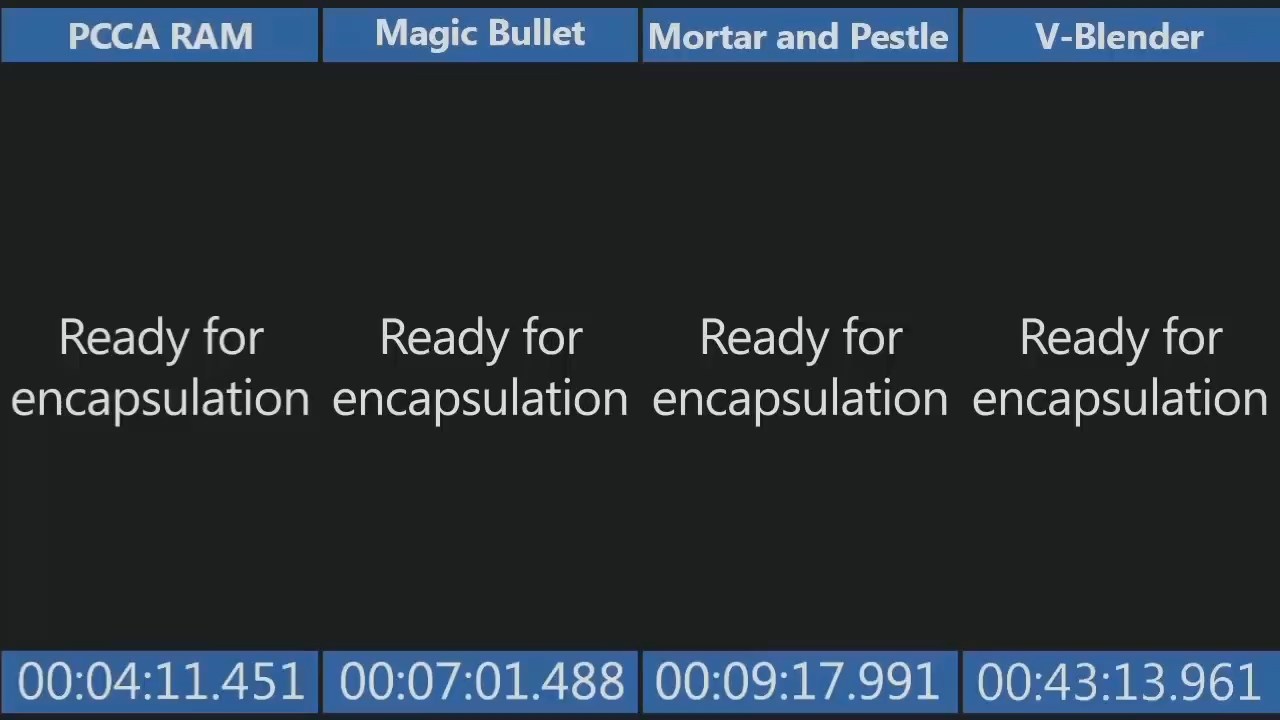 PCCA RAM
Magic Bullet
Mortar and Pestle
V-Blender
Ready for
encapsulation
Ready for
encapsulation
Ready for
encapsulation
Ready for
encapsulation
00:04:11.451
00:07:01.488
00:09:17.991
00:43:13.961